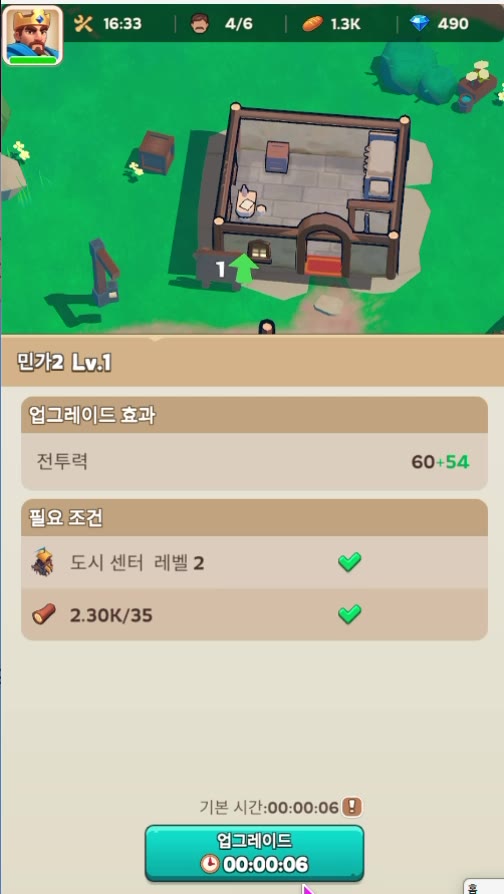 16:33 4/6 1.3K 490
1
민가2 Lv.1
업그레이드 효과
전투력 60+54
필요 조건
도시 센터 레벨 2
2.30K/35
기본 시간:00:00:06
업그레이드
00:00:06
홈